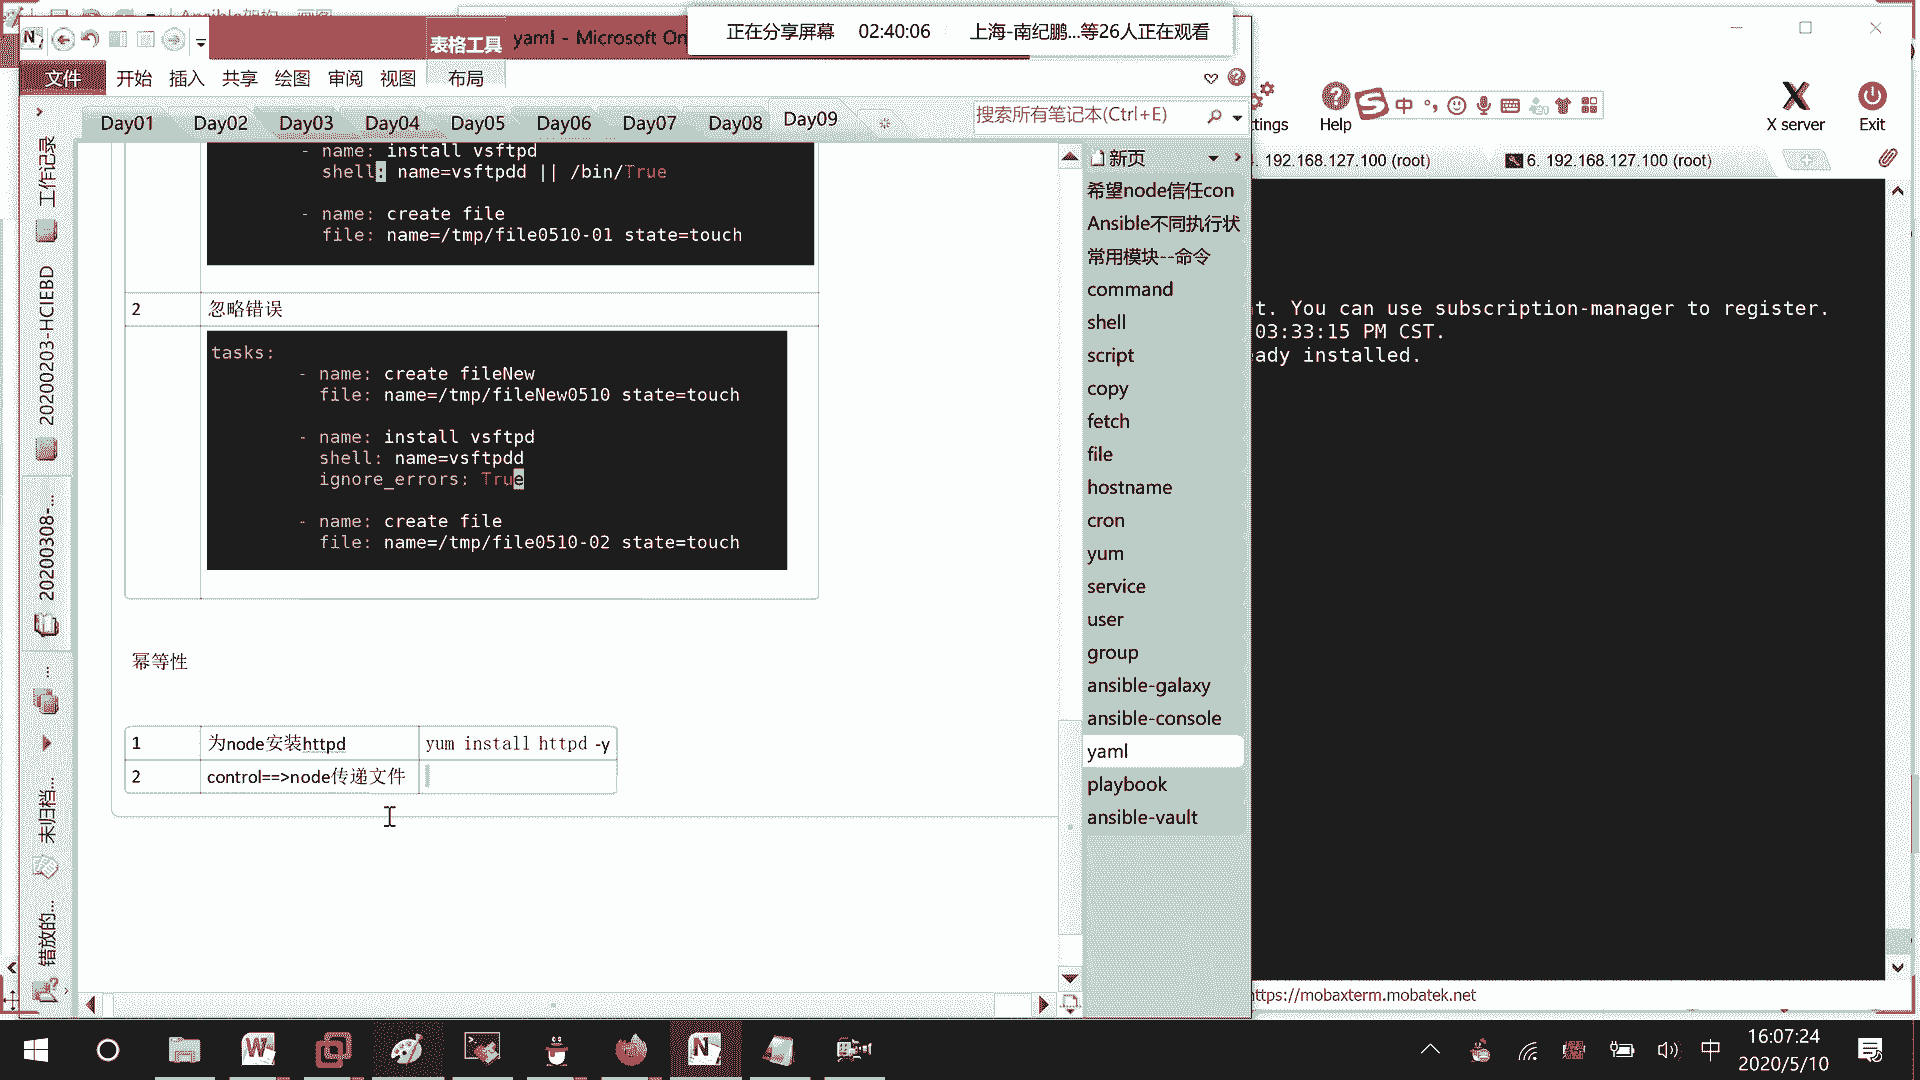 正在分享屏幕 02:40:06 上海-南纪鹏...等26人正在观看
表格工具 yaml - Microsoft On
文件 开始 插入 共享 绘图 审阅 视图 布局
Day01 Day02 Day03 Day04 Day05 Day06 Day07 Day08 Day09
搜索所有笔记本(Ctrl+E)
tings Help X server Exit
中
. 192.168.127.100 (root) 6. 192.168.127.100 (root)
工作记录
20200203-HCIEBD
20200308-...
...
未归档...
错放的...
- name: install vsftpd
shell: name=vsftpdd || /bin/True
- name: create file
file: name=/tmp/file0510-01 state=touch
2 忽略错误
tasks:
- name: create fileNew
file: name=/tmp/fileNew0510 state=touch
- name: install vsftpd
shell: name=vsftpdd
ignore_errors: True
- name: create file
file: name=/tmp/file0510-02 state=touch
幂等性
1 为node安装httpd yum install httpd -y
2 control==>node传递文件
新页
希望node信任con
Ansible不同执行状
常用模块--命令
command
shell
script
copy
fetch
file
hostname
cron
yum
service
user
group
ansible-galaxy
ansible-console
yaml
playbook
ansible-vault
t. You can use subscription-manager to register.
03:33:15 PM CST.
ady installed.
ttps://mobaxterm.mobatek.net
中 16:07:24
2020/5/10